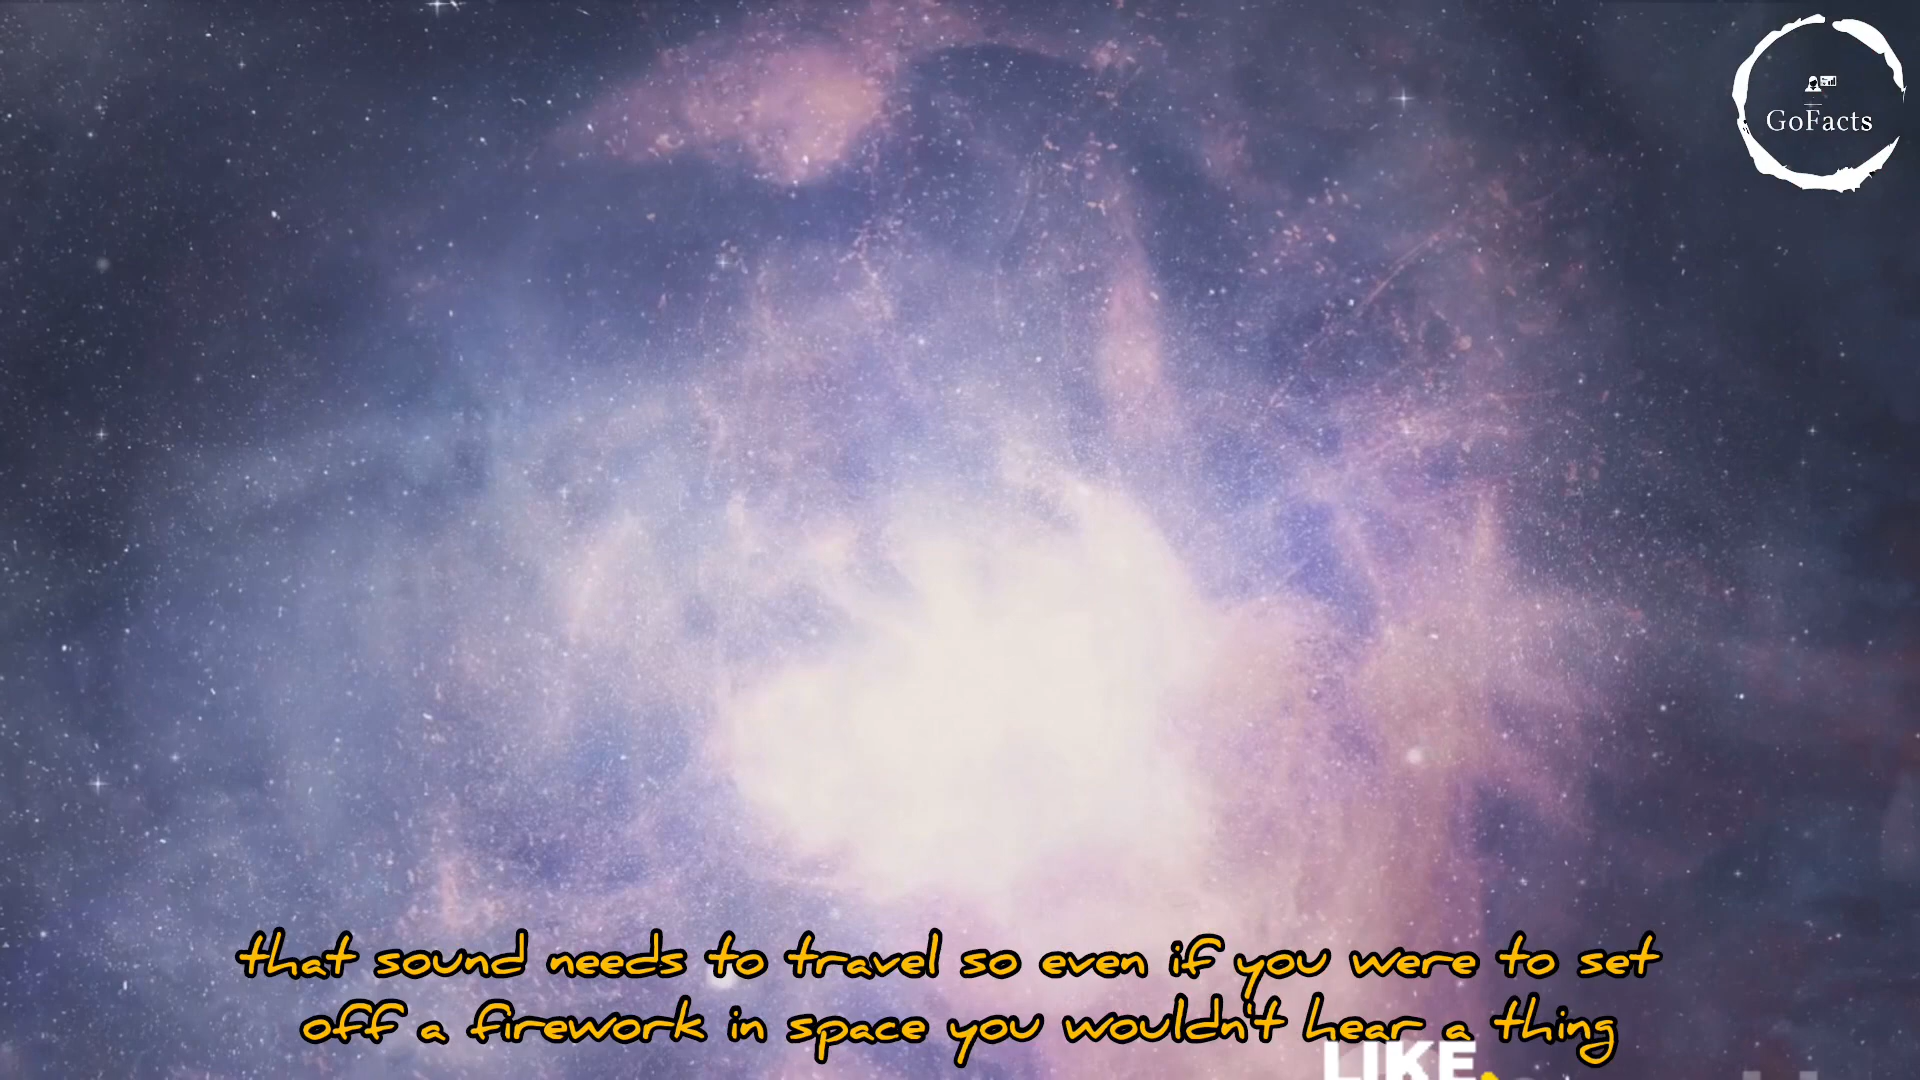 GoFacts
that sound needs to travel so even if you were to set
off a firework in space you wouldn't hear a thing
LIKE